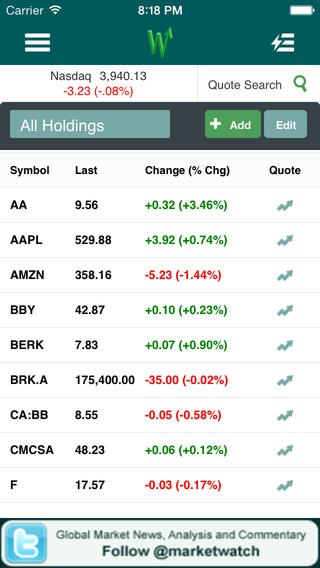 Carrier 8:18 PM
W
Nasdaq 3,940.13
-3.23 (-.08%)
Quote Search
All Holdings
+ Add
Edit
Symbol Last Change (% Chg) Quote
AA 9.56 +0.32 (+3.46%)
AAPL 529.88 +3.92 (+0.74%)
AMZN 358.16 -5.23 (-1.44%)
BBY 42.87 +0.10 (+0.23%)
BERK 7.83 +0.07 (+0.90%)
BRK.A 175,400.00 -35.00 (-0.02%)
CA:BB 8.55 -0.05 (-0.58%)
CMCSA 48.23 +0.06 (+0.12%)
F 17.57 -0.03 (-0.17%)
Global Market News, Analysis and Commentary
Follow @marketwatch